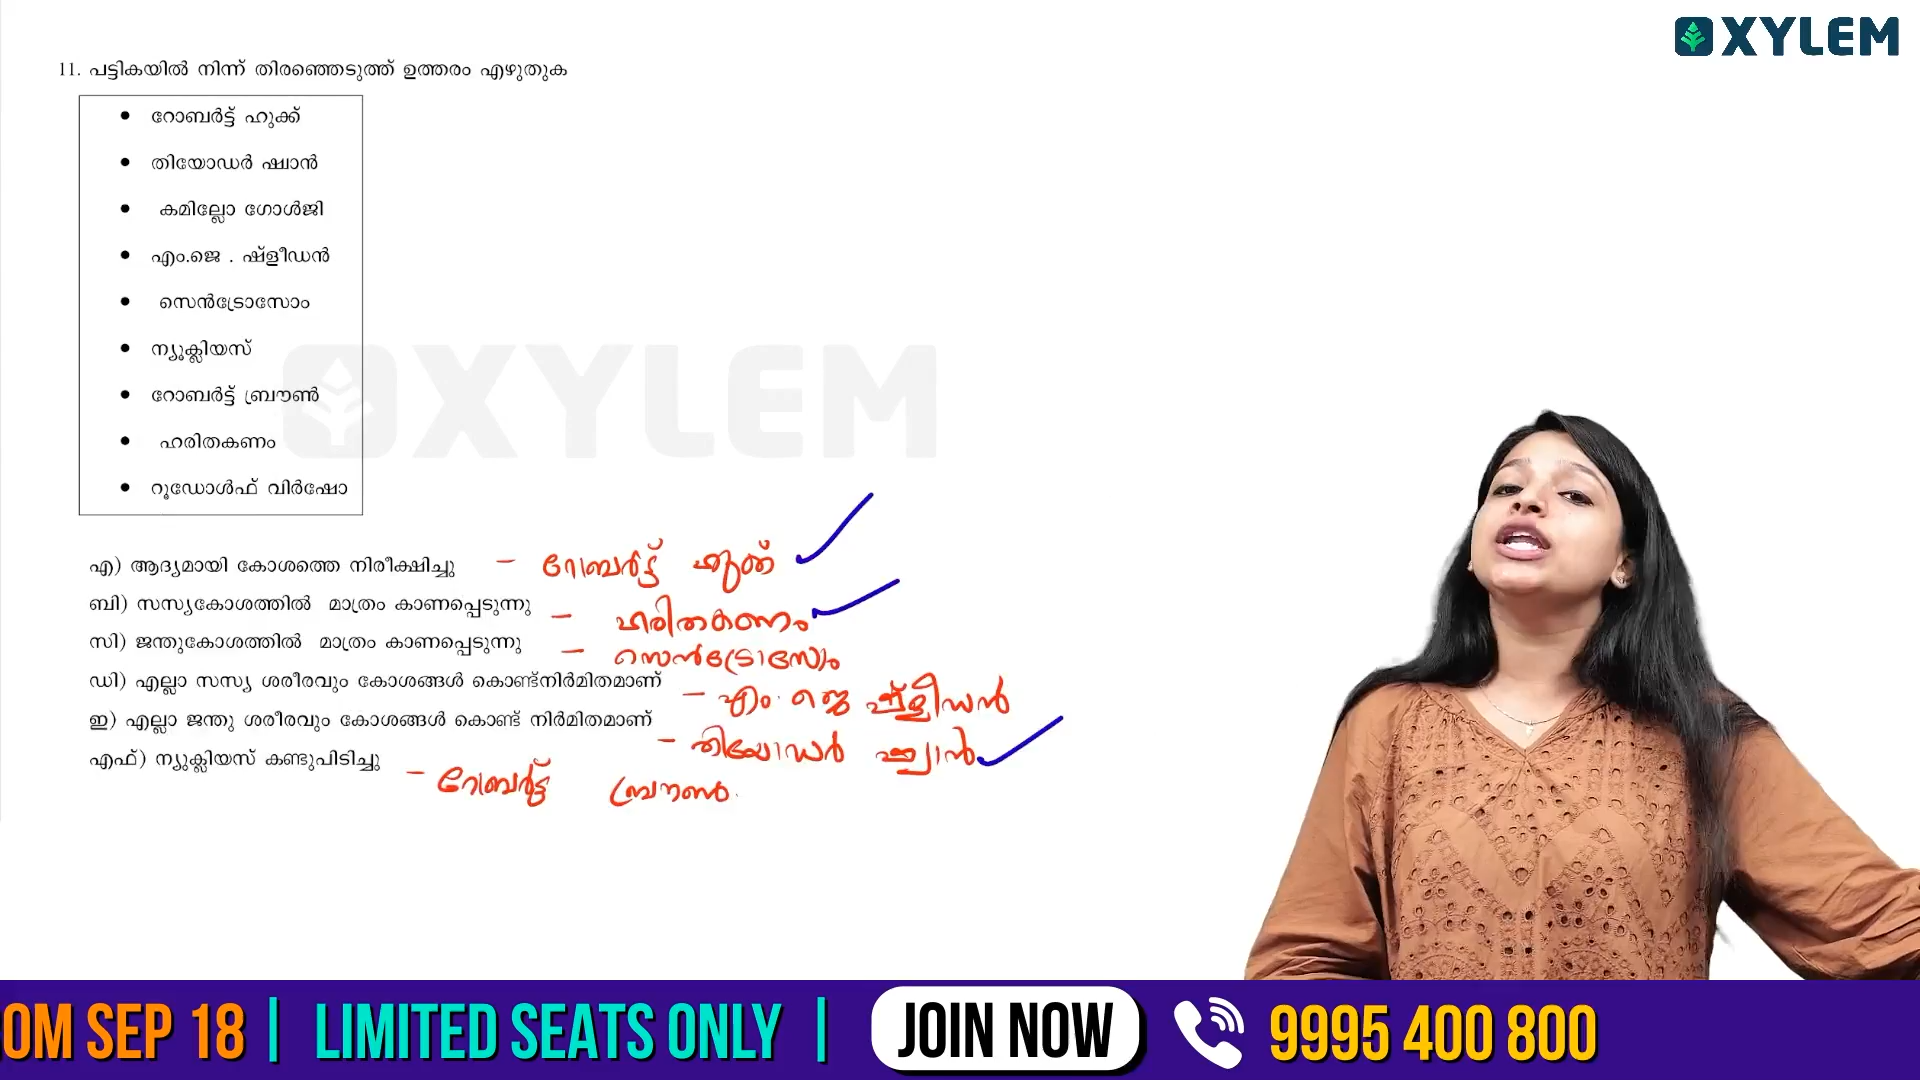 XYLEM
11. പട്ടികയിൽ നിന്ന് തിരഞ്ഞെടുത്ത് ഉത്തരം എഴുതുക
• റോബർട്ട് ഹുക്ക്
• തിയോഡർ ഷ്വാൻ
• കമില്ലോ ഗോൾജി
• എം.ജെ . ഷ്ളീഡൻ
• സെൻട്രോസോം
• ന്യൂക്ലിയസ്
• റോബർട്ട് ബ്രൗൺ
• ഹരിതകണം
• റൂഡോൾഫ് വിർഷോ
XYLEM
എ) ആദ്യമായി കോശത്തെ നിരീക്ഷിച്ചു - റോബർട്ട് ഹുക്ക്
ബി) സസ്യകോശത്തിൽ മാത്രം കാണപ്പെടുന്നു - ഹരിതകണം
സി) ജന്തുകോശത്തിൽ മാത്രം കാണപ്പെടുന്നു - സെൻട്രോസോം
ഡി) എല്ലാ സസ്യ ശരീരവും കോശങ്ങൾ കൊണ്ട്നിർമിതമാണ് - എം.ജെ ഷ്ളീഡൻ
ഇ) എല്ലാ ജന്തു ശരീരവും കോശങ്ങൾ കൊണ്ട് നിർമിതമാണ് - തിയോഡർ ഷ്വാൻ
എഫ്) ന്യുക്ലിയസ് കണ്ടുപിടിച്ചു - റോബർട്ട് ബ്രൗൺ.
OM SEP 18 | LIMITED SEATS ONLY | JOIN NOW 9995 400 800